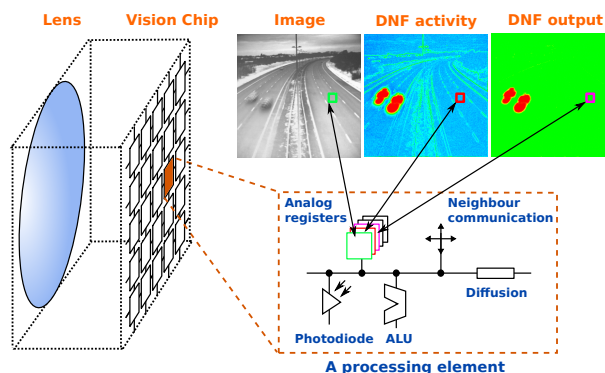 Lens
Vision Chip
Image
DNF activity
DNF output
Analog
registers
Neighbour
communication
Diffusion
Photodiode
ALU
A processing element